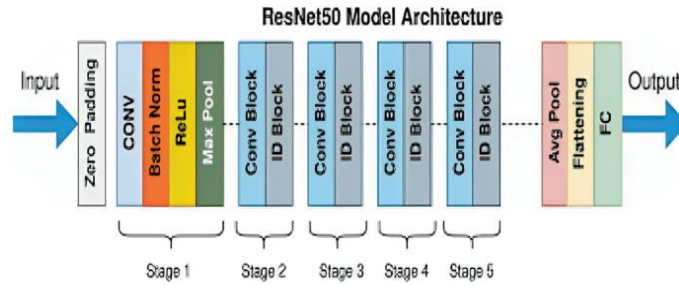 ResNet50 Model Architecture
Input
Zero Padding
CONV
Batch Norm
ReLu
Max Pool
Conv Block
ID Block
Conv Block
ID Block
Conv Block
ID Block
Conv Block
ID Block
Avg Pool
Flattening
FC
Output
Stage 1
Stage 2
Stage 3
Stage 4
Stage 5